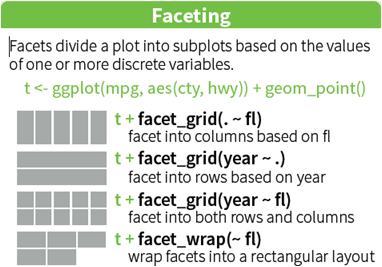 Faceting
Facets divide a plot into subplots based on the values
of one or more discrete variables.
t <- ggplot(mpg, aes(cty, hwy)) + geom_point()
t + facet_grid(. ~ fl)
facet into columns based on fl
t + facet_grid(year ~ .)
facet into rows based on year
t + facet_grid(year ~ fl)
facet into both rows and columns
t + facet_wrap(~ fl)
wrap facets into a rectangular layout